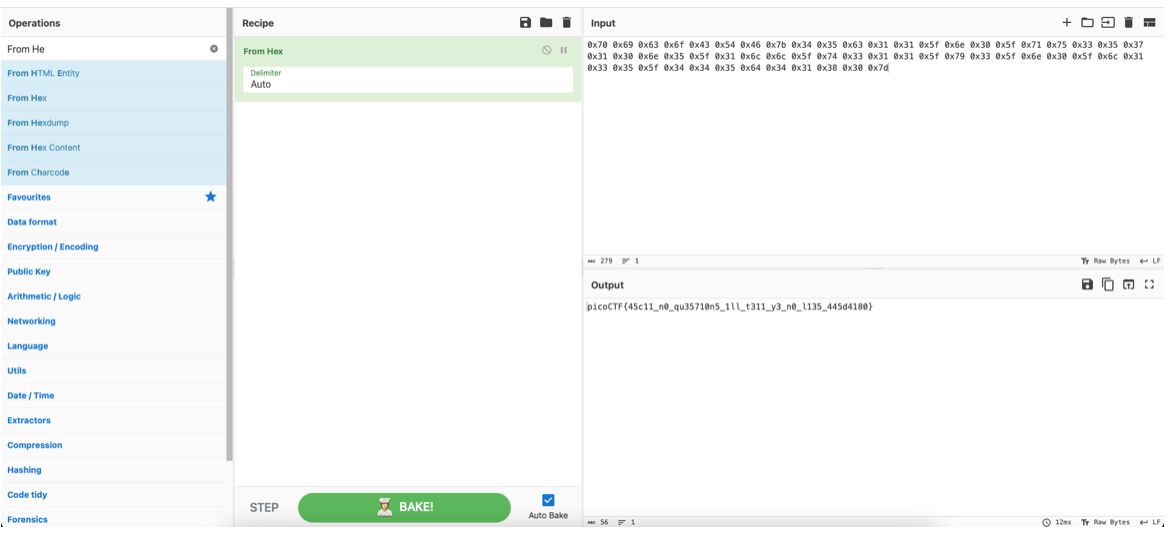 Operations
From He
From HTML Entity
From Hex
From Hexdump
From Hex Content
From Charcode
Favourites
Data format
Encryption / Encoding
Public Key
Arithmetic / Logic
Networking
Language
Utils
Date / Time
Extractors
Compression
Hashing
Code tidy
Forensics
Recipe
From Hex
Delimiter
Auto
STEP
BAKE!
Auto Bake
Input
0x70 0x69 0x63 0x6f 0x43 0x54 0x46 0x7b 0x34 0x35 0x63 0x31 0x31 0x5f 0x6e 0x30 0x5f 0x71 0x75 0x33 0x35 0x37
0x31 0x30 0x6e 0x35 0x5f 0x31 0x6c 0x6c 0x5f 0x74 0x33 0x31 0x31 0x5f 0x79 0x33 0x5f 0x6e 0x30 0x5f 0x6c 0x31
0x33 0x35 0x5f 0x34 0x34 0x35 0x64 0x34 0x31 0x38 0x30 0x7d
REC 279 1 Tr Raw Bytes LF
Output
picoCTF{45c11_n0_qu35710n5_1ll_t311_y3_n0_l135_445d4180}
REC 56 1 12ms Tr Raw Bytes LF